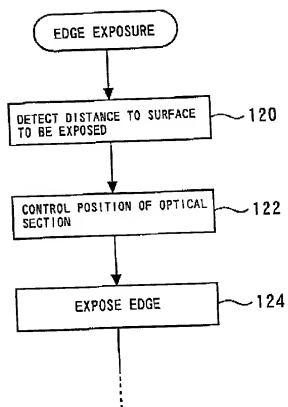 EDGE EXPOSURE
DETECT DISTANCE TO SURFACE
TO BE EXPOSED
120
CONTROL POSITION OF OPTICAL
SECTION
122
EXPOSE EDGE
124